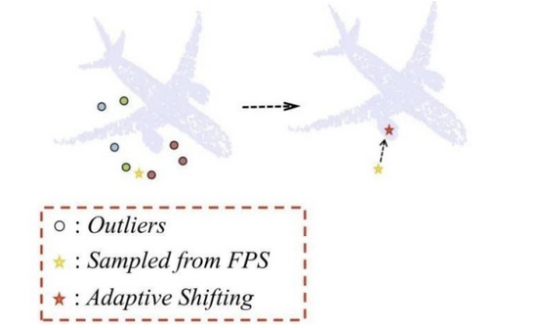 : Outliers
: Sampled from FPS
: Adaptive Shifting